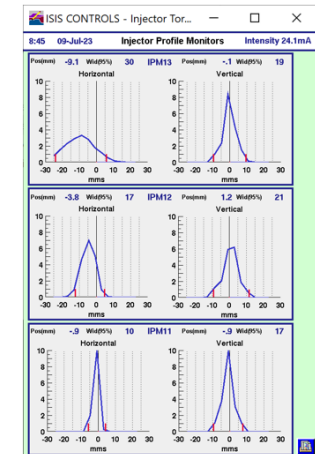 ISIS CONTROLS - Injector Tor...
8:45 09-Jul-23 Injector Profile Monitors Intensity 24.1mA
Pos(mm) -9.1 Wid(95%) 30 IPM13 Pos(mm) -.1 Wid(95%) 19
Horizontal Vertical
10 10
8 8
6 6
4 4
2 2
0 0
-30 -20 -10 0 10 20 30 -30 -20 -10 0 10 20 30
mms mms
Pos(mm) -3.8 Wid(95%) 17 IPM12 Pos(mm) 1.2 Wid(95%) 21
Horizontal Vertical
10 10
8 8
6 6
4 4
2 2
0 0
-30 -20 -10 0 10 20 30 -30 -20 -10 0 10 20 30
mms mms
Pos(mm) -.9 Wid(95%) 10 IPM11 Pos(mm) -.9 Wid(95%) 17
Horizontal Vertical
10 10
8 8
6 6
4 4
2 2
0 0
-30 -20 -10 0 10 20 30 -30 -20 -10 0 10 20 30
mms mms